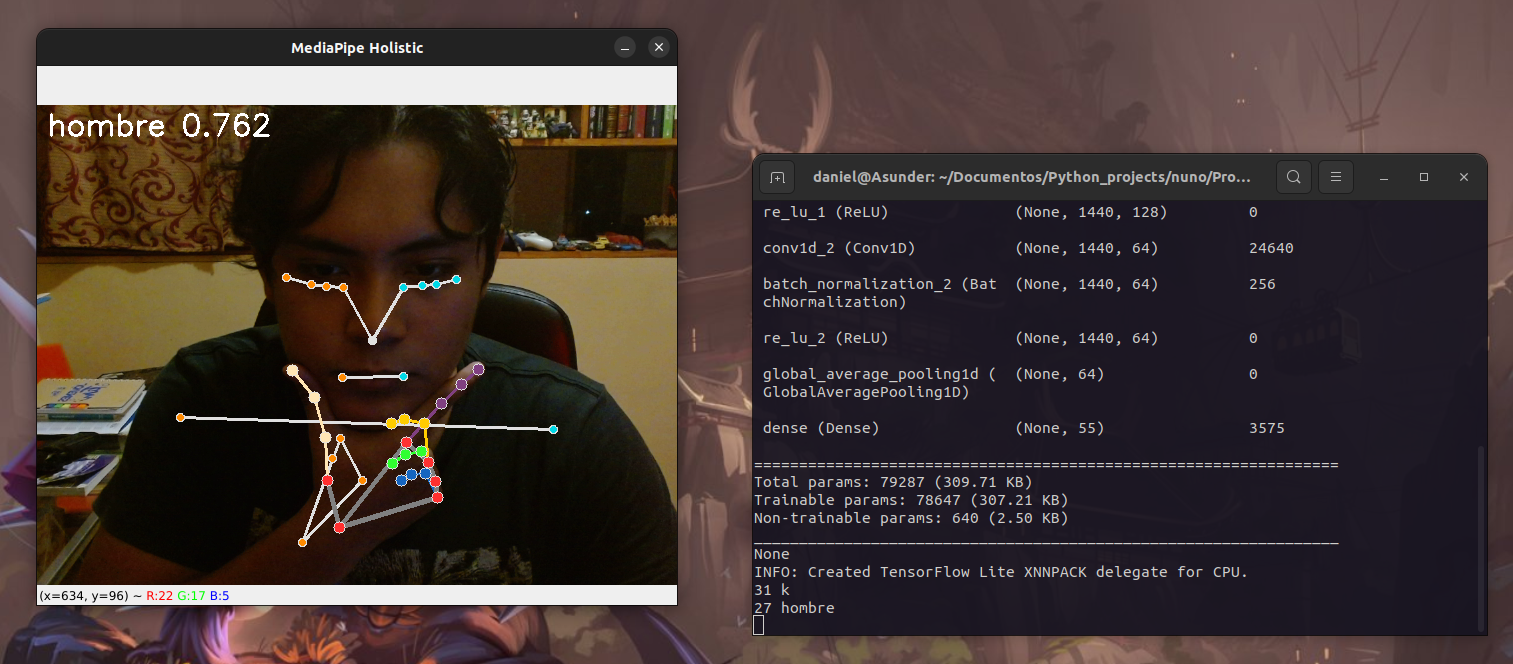 MediaPipe Holistic
hombre 0.762
(x=634, y=96) ~ R:22 G:17 B:5
daniel@Asunder: ~/Documentos/Python_projects/nuno/Pro...
re_lu_1 (ReLU) (None, 1440, 128) 0
conv1d_2 (Conv1D) (None, 1440, 64) 24640
batch_normalization_2 (Bat (None, 1440, 64) 256
chNormalization)
re_lu_2 (ReLU) (None, 1440, 64) 0
global_average_pooling1d ( (None, 64) 0
GlobalAveragePooling1D)
dense (Dense) (None, 55) 3575
=================================================================
Total params: 79287 (309.71 KB)
Trainable params: 78647 (307.21 KB)
Non-trainable params: 640 (2.50 KB)
_________________________________________________________________
None
INFO: Created TensorFlow Lite XNNPACK delegate for CPU.
31 k
27 hombre